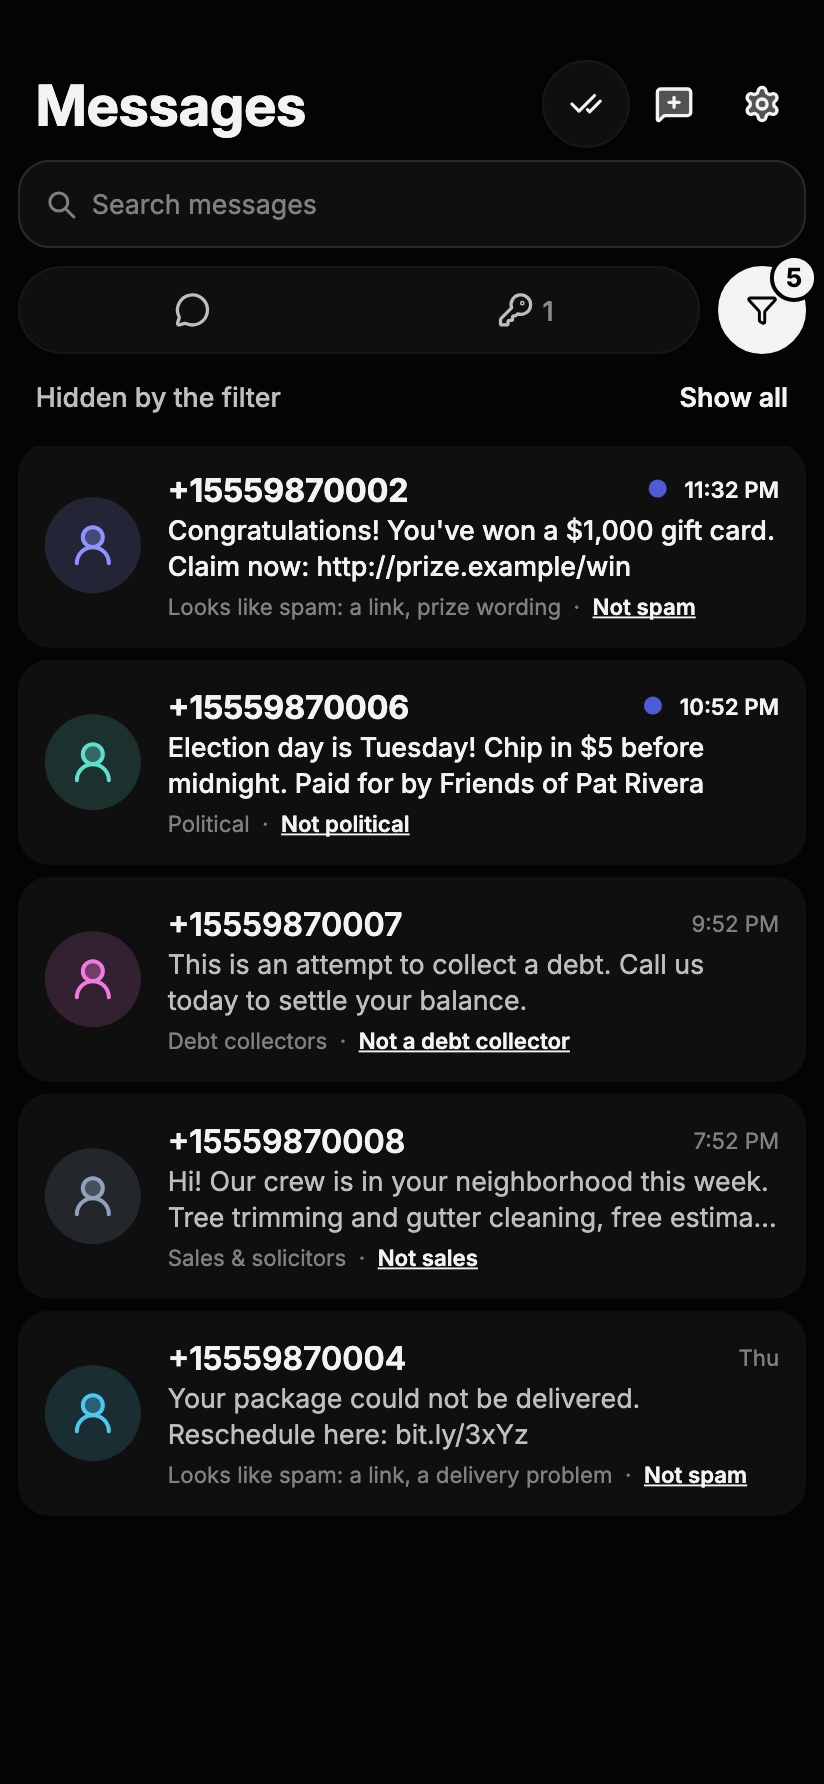 Messages
Search messages
1
5
Hidden by the filter
Show all
+15559870002
11:32 PM
Congratulations! You've won a $1,000 gift card.
Claim now: http://prize.example/win
Looks like spam: a link, prize wording · Not spam
+15559870006
10:52 PM
Election day is Tuesday! Chip in $5 before
midnight. Paid for by Friends of Pat Rivera
Political · Not political
+15559870007
9:52 PM
This is an attempt to collect a debt. Call us
today to settle your balance.
Debt collectors · Not a debt collector
+15559870008
7:52 PM
Hi! Our crew is in your neighborhood this week.
Tree trimming and gutter cleaning, free estima...
Sales & solicitors · Not sales
+15559870004
Thu
Your package could not be delivered.
Reschedule here: bit.ly/3xYz
Looks like spam: a link, a delivery problem · Not spam